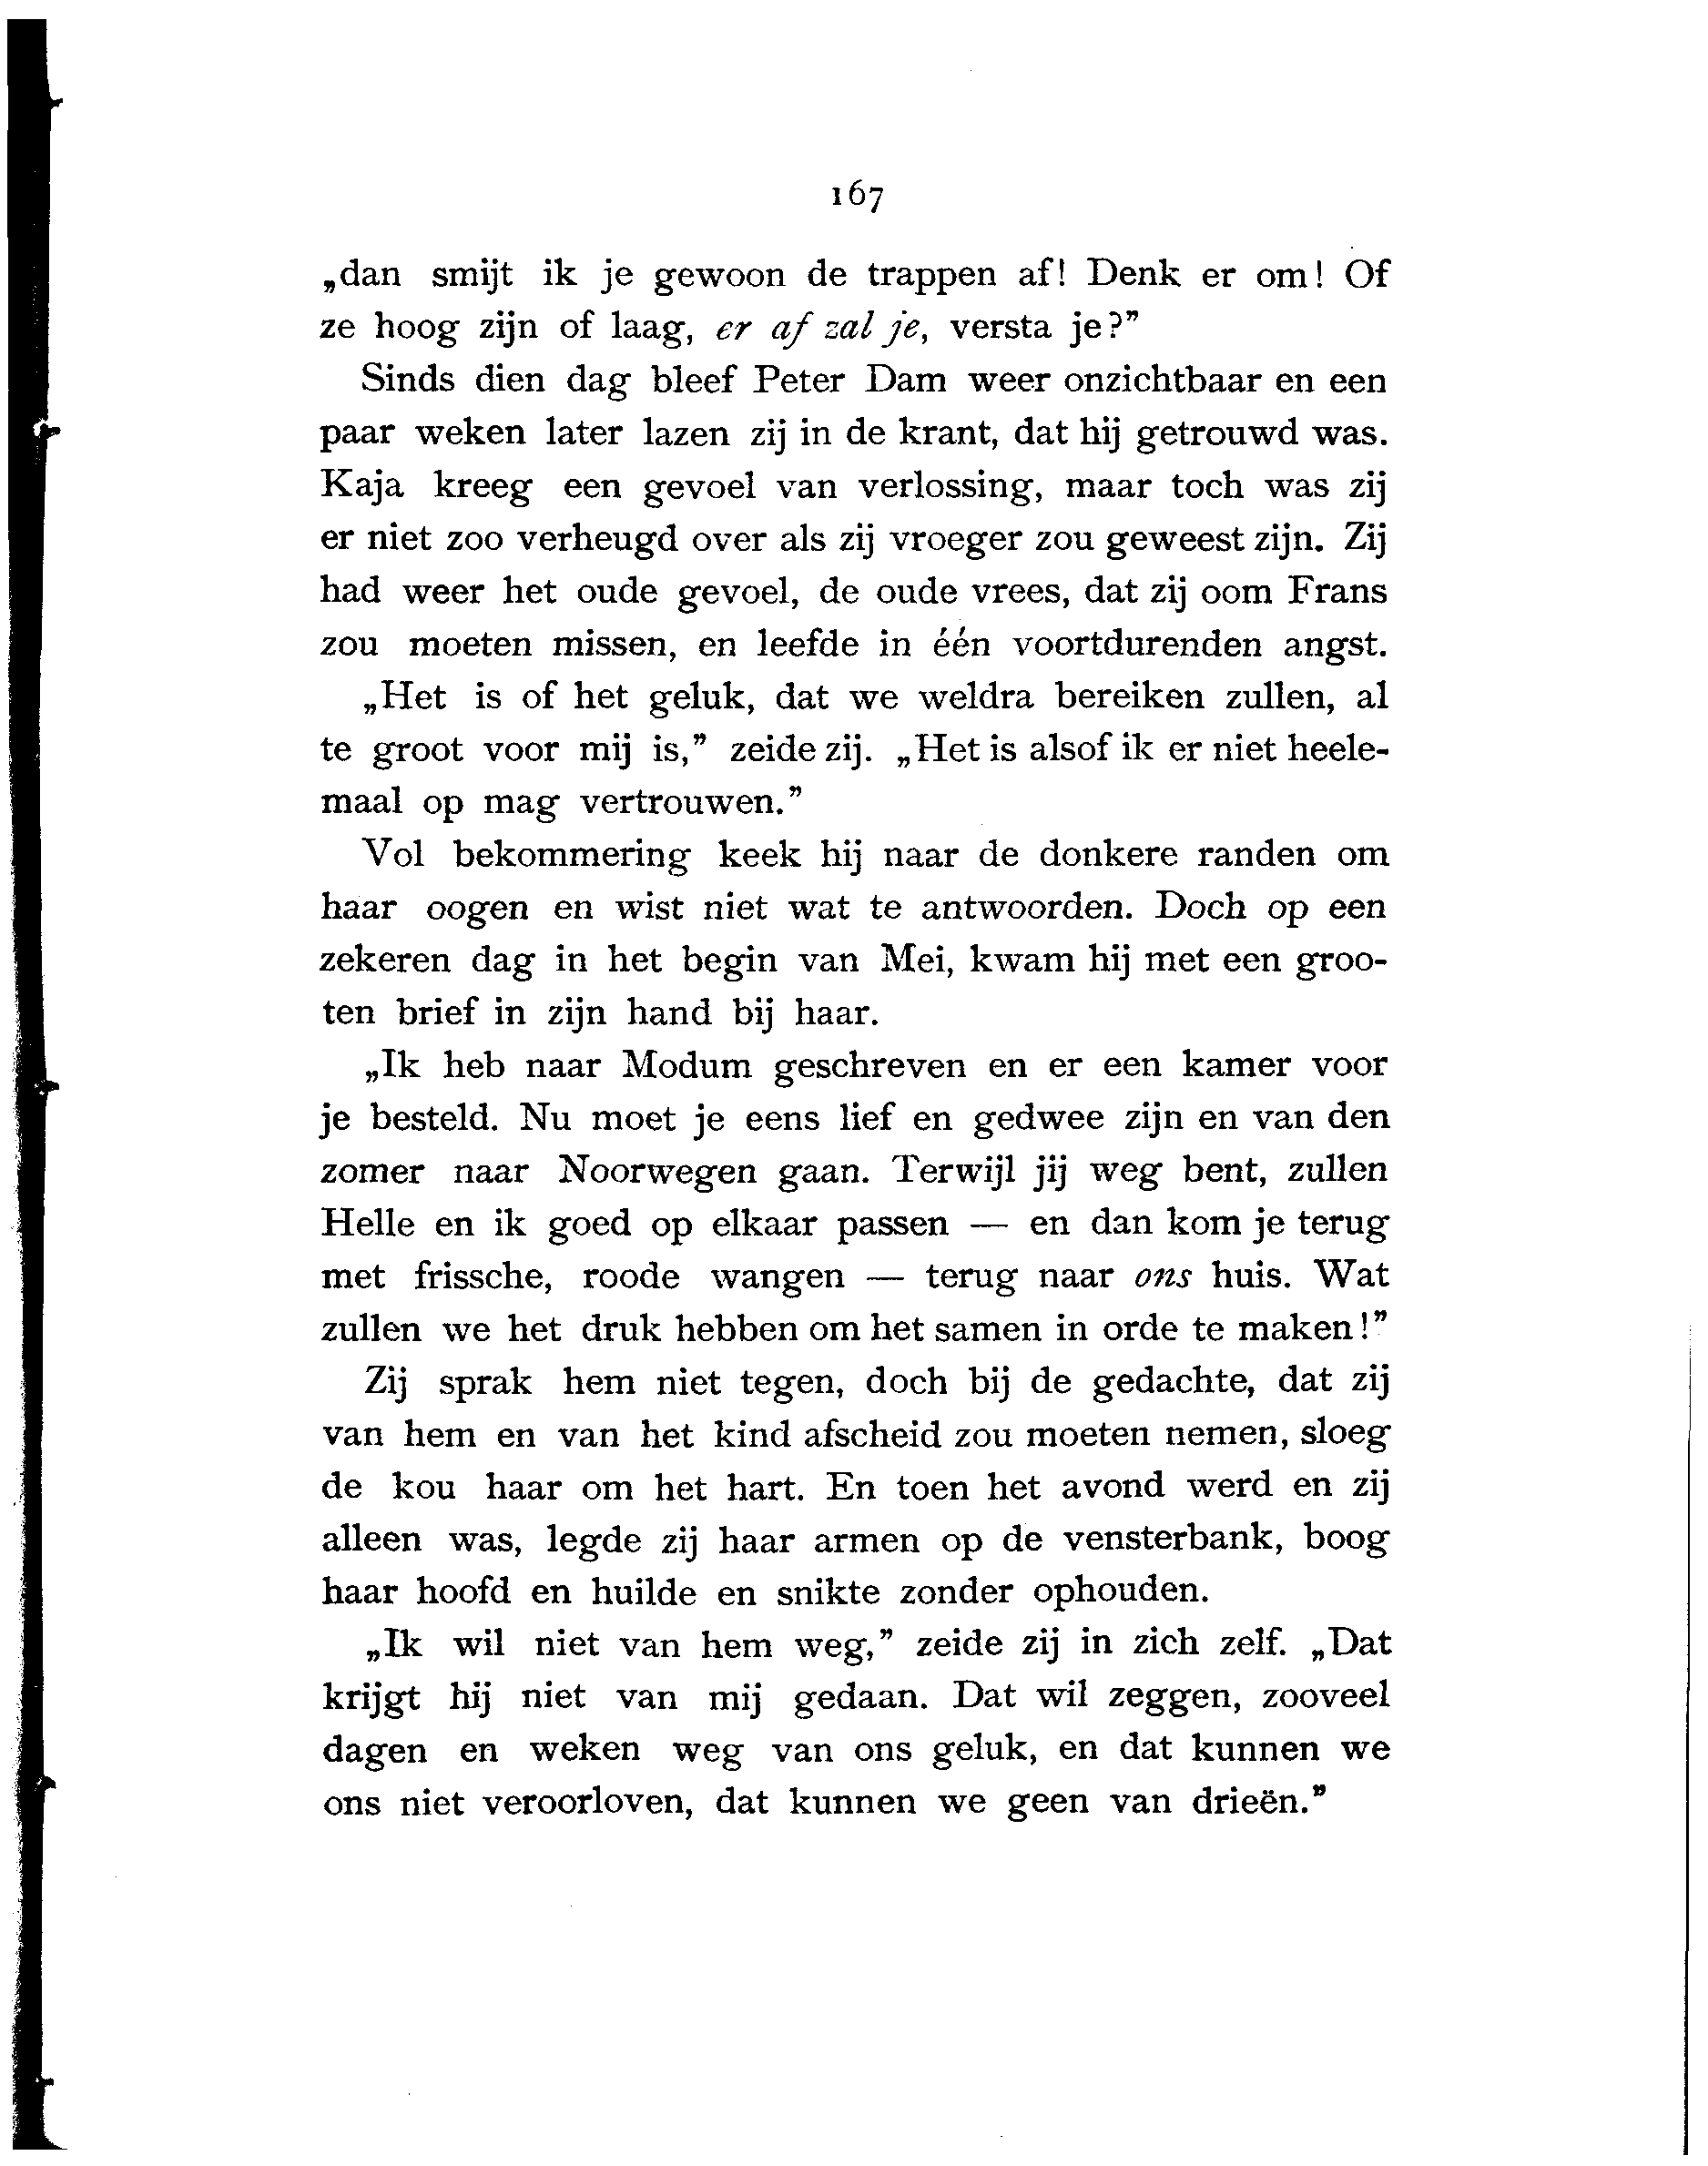 167
„dan smijt ik je gewoon de trappen af! Denk er om! Of
ze hoog zijn of laag, er af zal je, versta je?”
Sinds dien dag bleef Peter Dam weer onzichtbaar en een
paar weken later lazen zij in de krant, dat hij getrouwd was.
Kaja kreeg een gevoel van verlossing, maar toch was zij
er niet zoo verheugd over als zij vroeger zou geweest zijn. Zij
had weer het oude gevoel, de oude vrees, dat zij oom Frans
zou moeten missen, en leefde in één voortdurenden angst.
„Het is of het geluk, dat we weldra bereiken zullen, al
te groot voor mij is,” zeide zij. „Het is alsof ik er niet heele-
maal op mag vertrouwen.”
Vol bekommering keek hij naar de donkere randen om
haar oogen en wist niet wat te antwoorden. Doch op een
zekeren dag in het begin van Mei, kwam hij met een groo-
ten brief in zijn hand bij haar.
„Ik heb naar Modum geschreven en er een kamer voor
je besteld. Nu moet je eens lief en gedwee zijn en van den
zomer naar Noorwegen gaan. Terwijl jij weg bent, zullen
Helle en ik goed op elkaar passen — en dan kom je terug
met frissche, roode wangen — terug naar ons huis. Wat
zullen we het druk hebben om het samen in orde te maken!”
Zij sprak hem niet tegen, doch bij de gedachte, dat zij
van hem en van het kind afscheid zou moeten nemen, sloeg
de kou haar om het hart. En toen het avond werd en zij
alleen was, legde zij haar armen op de vensterbank, boog
haar hoofd en huilde en snikte zonder ophouden.
„Ik wil niet van hem weg,” zeide zij in zich zelf. „Dat
krijgt hij niet van mij gedaan. Dat wil zeggen, zooveel
dagen en weken weg van ons geluk, en dat kunnen we
ons niet veroorloven, dat kunnen we geen van drieën.”